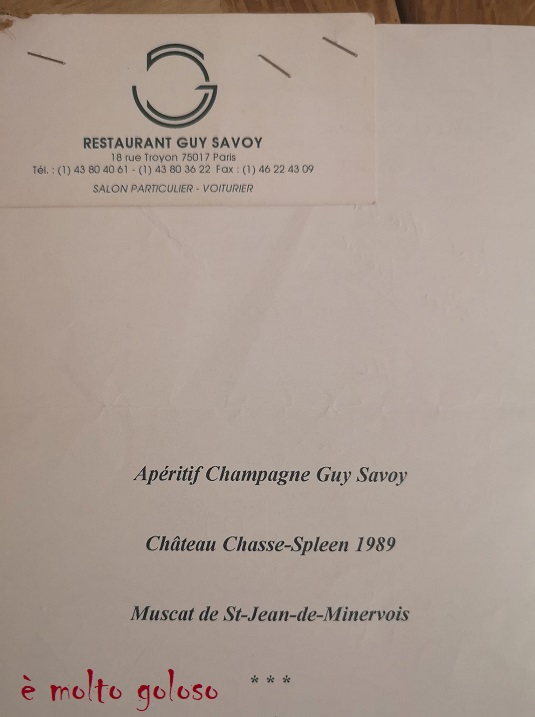 RESTAURANT GUY SAVOY
18 rue Troyon 75017 Paris
Tél. : (1) 43 80 40 61 - (1) 43 80 36 22 Fax : (1) 46 22 43 09
SALON PARTICULIER - VOITURIER
Apéritif Champagne Guy Savoy
Château Chasse-Spleen 1989
Muscat de St-Jean-de-Minervois
* * *
è molto goloso